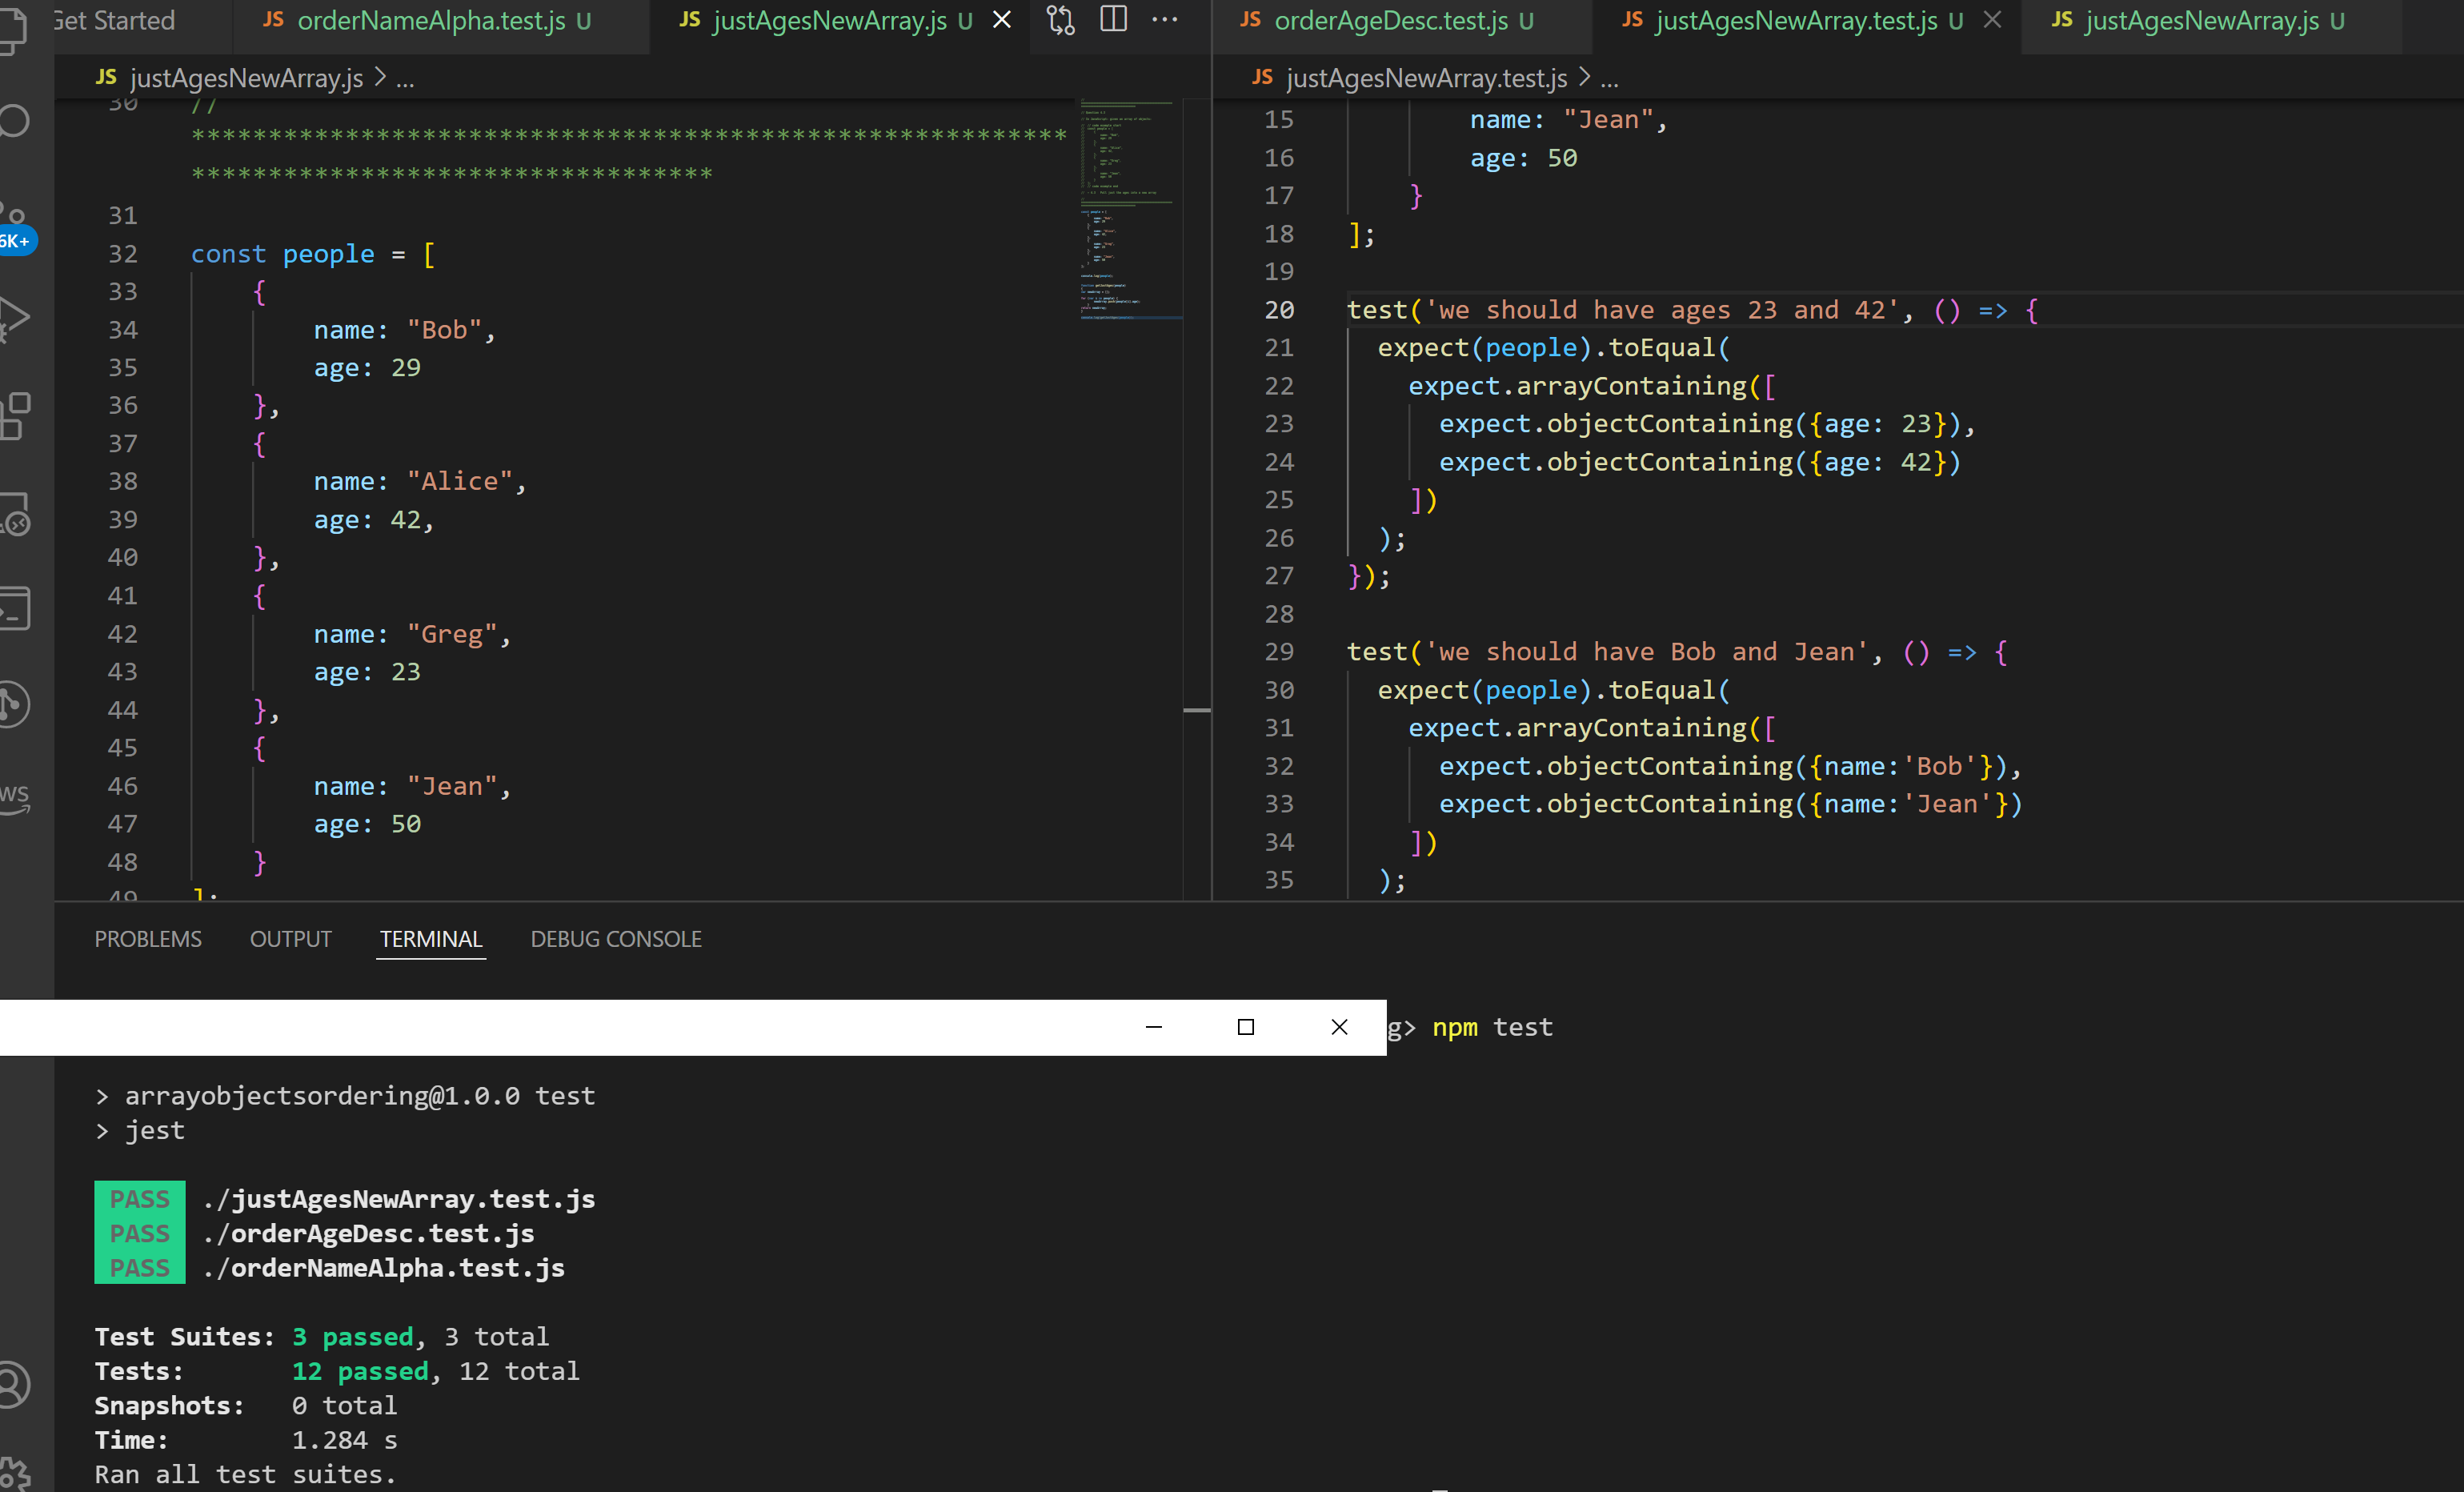 Get Started
JS orderNameAlpha.test.js U
JS justAgesNewArray.js U
JS orderAgeDesc.test.js U
JS justAgesNewArray.test.js U
JS justAgesNewArray.js U
JS justAgesNewArray.js > ...
30 //
*********************************************************
**********************************
31
32 const people = [
33 {
34 name: "Bob",
35 age: 29
36 },
37 {
38 name: "Alice",
39 age: 42,
40 },
41 {
42 name: "Greg",
43 age: 23
44 },
45 {
46 name: "Jean",
47 age: 50
48 }
49 ];
JS justAgesNewArray.test.js > ...
15 name: "Jean",
16 age: 50
17 }
18 ];
19
20 test('we should have ages 23 and 42', () => {
21 expect(people).toEqual(
22 expect.arrayContaining([
23 expect.objectContaining({age: 23}),
24 expect.objectContaining({age: 42})
25 ])
26 );
27 });
28
29 test('we should have Bob and Jean', () => {
30 expect(people).toEqual(
31 expect.arrayContaining([
32 expect.objectContaining({name:'Bob'}),
33 expect.objectContaining({name:'Jean'})
34 ])
35 );
6K+
PROBLEMS OUTPUT TERMINAL DEBUG CONSOLE
g> npm test
> arrayobjectsordering@1.0.0 test
> jest
PASS ./justAgesNewArray.test.js
PASS ./orderAgeDesc.test.js
PASS ./orderNameAlpha.test.js
Test Suites: 3 passed, 3 total
Tests: 12 passed, 12 total
Snapshots: 0 total
Time: 1.284 s
Ran all test suites.